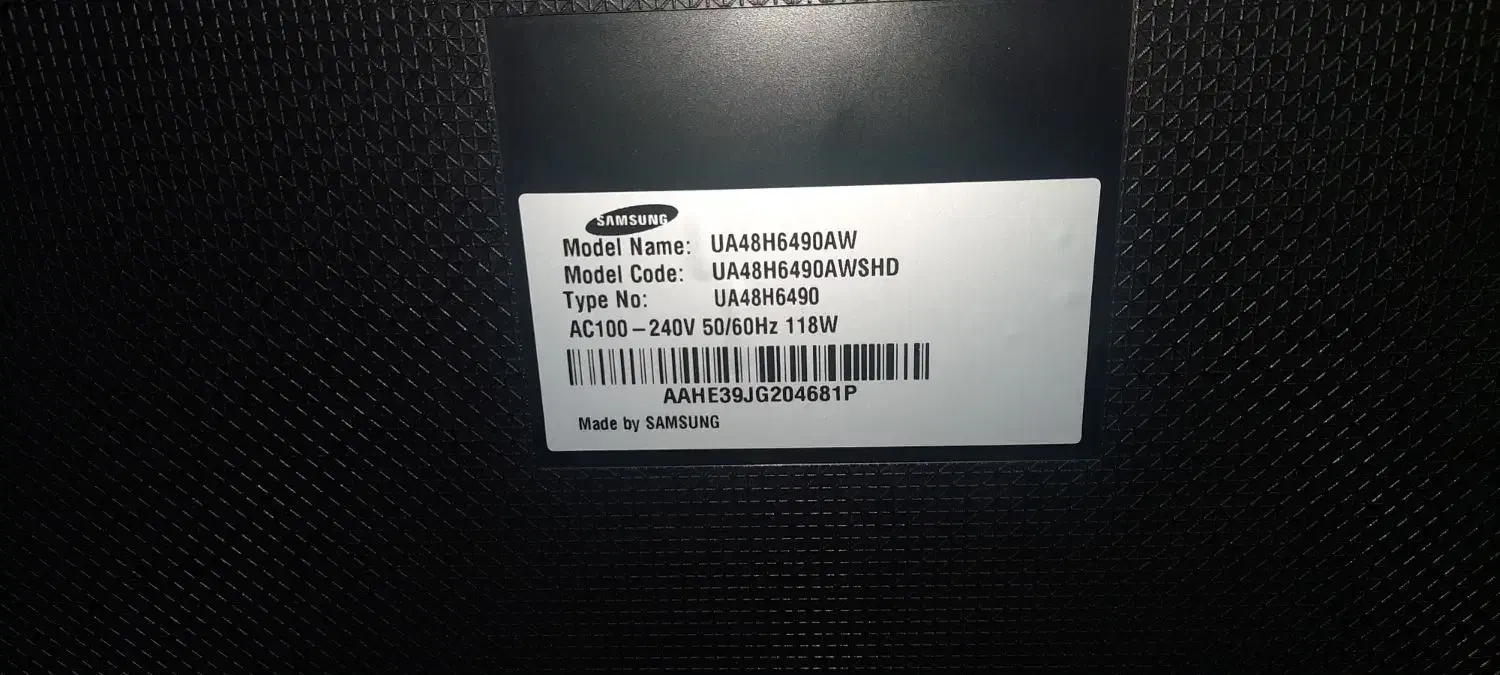 SAMSUNG
Model Name: UA48H6490AW
Model Code: UA48H6490AWSHD
Type No: UA48H6490
AC100-240V 50/60Hz 118W
AAHE39JG204681P
Made by SAMSUNG